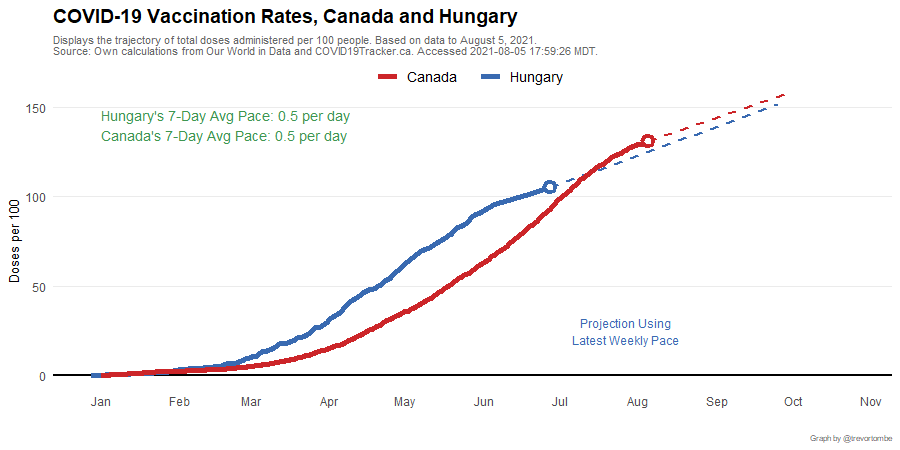 COVID-19 Vaccination Rates, Canada and Hungary
Displays the trajectory of total doses administered per 100 people. Based on data to August 5, 2021.
Source: Own calculations from Our World in Data and COVID19Tracker.ca. Accessed 2021-08-05 17:59:26 MDT.
Canada Hungary
Hungary's 7-Day Avg Pace: 0.5 per day
Canada's 7-Day Avg Pace: 0.5 per day
Doses per 100
150
100
50
0
Projection Using
Latest Weekly Pace
Jan Feb Mar Apr May Jun Jul Aug Sep Oct Nov
Graph by @trevortombe